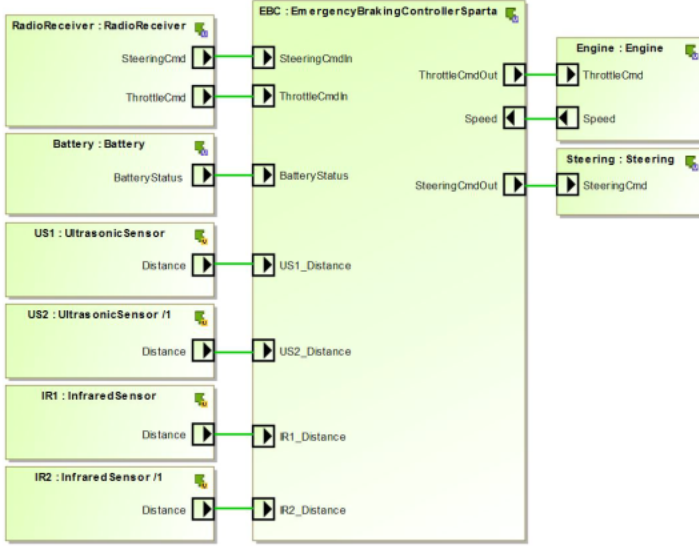 RadioReceiver : RadioReceiver
SteeringCmd
ThrottleCmd
Battery : Battery
BatteryStatus
US1 : UltrasonicSensor
Distance
US2 : UltrasonicSensor /1
Distance
IR1 : InfraredSensor
Distance
IR2 : InfraredSensor /1
Distance
EBC : EmergencyBrakingControllerSparta
SteeringCmdIn
ThrottleCmdIn
BatteryStatus
US1_Distance
US2_Distance
IR1_Distance
IR2_Distance
ThrottleCmdOut
Speed
SteeringCmdOut
Engine : Engine
ThrottleCmd
Speed
Steering : Steering
SteeringCmd